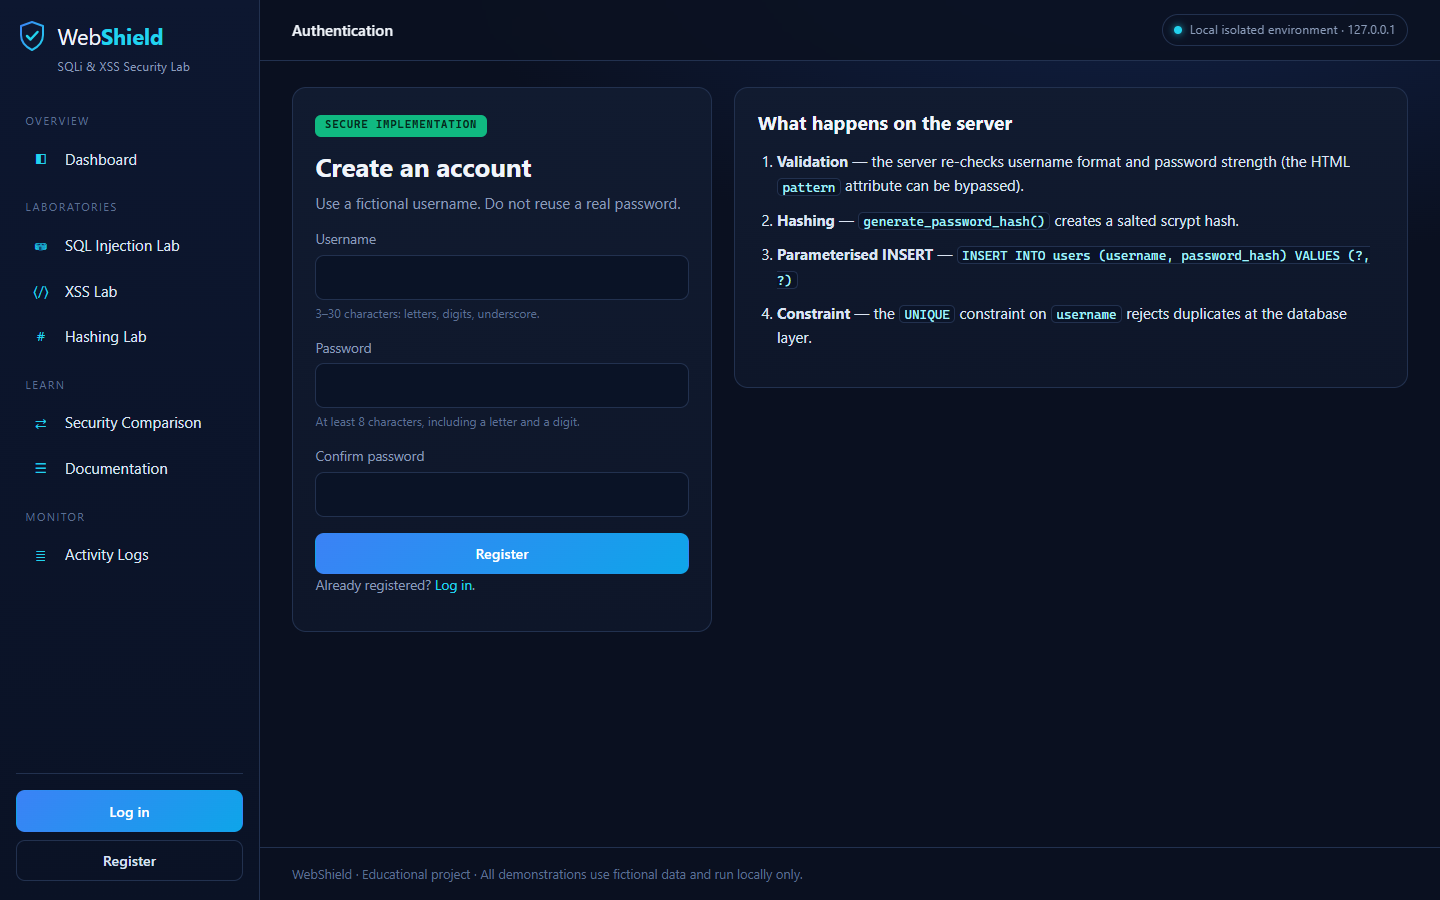 WebShield
SQLi & XSS Security Lab
OVERVIEW
Dashboard
LABORATORIES
SQL Injection Lab
XSS Lab
# Hashing Lab
LEARN
Security Comparison
Documentation
MONITOR
Activity Logs
Log in
Register
Authentication
Local isolated environment · 127.0.0.1
SECURE IMPLEMENTATION
Create an account
Use a fictional username. Do not reuse a real password.
Username
3–30 characters: letters, digits, underscore.
Password
At least 8 characters, including a letter and a digit.
Confirm password
Register
Already registered? Log in.
What happens on the server
1. Validation — the server re-checks username format and password strength (the HTML
pattern attribute can be bypassed).
2. Hashing — generate_password_hash() creates a salted scrypt hash.
3. Parameterised INSERT — INSERT INTO users (username, password_hash) VALUES (?,
?)
4. Constraint — the UNIQUE constraint on username rejects duplicates at the database
layer.
WebShield · Educational project · All demonstrations use fictional data and run locally only.